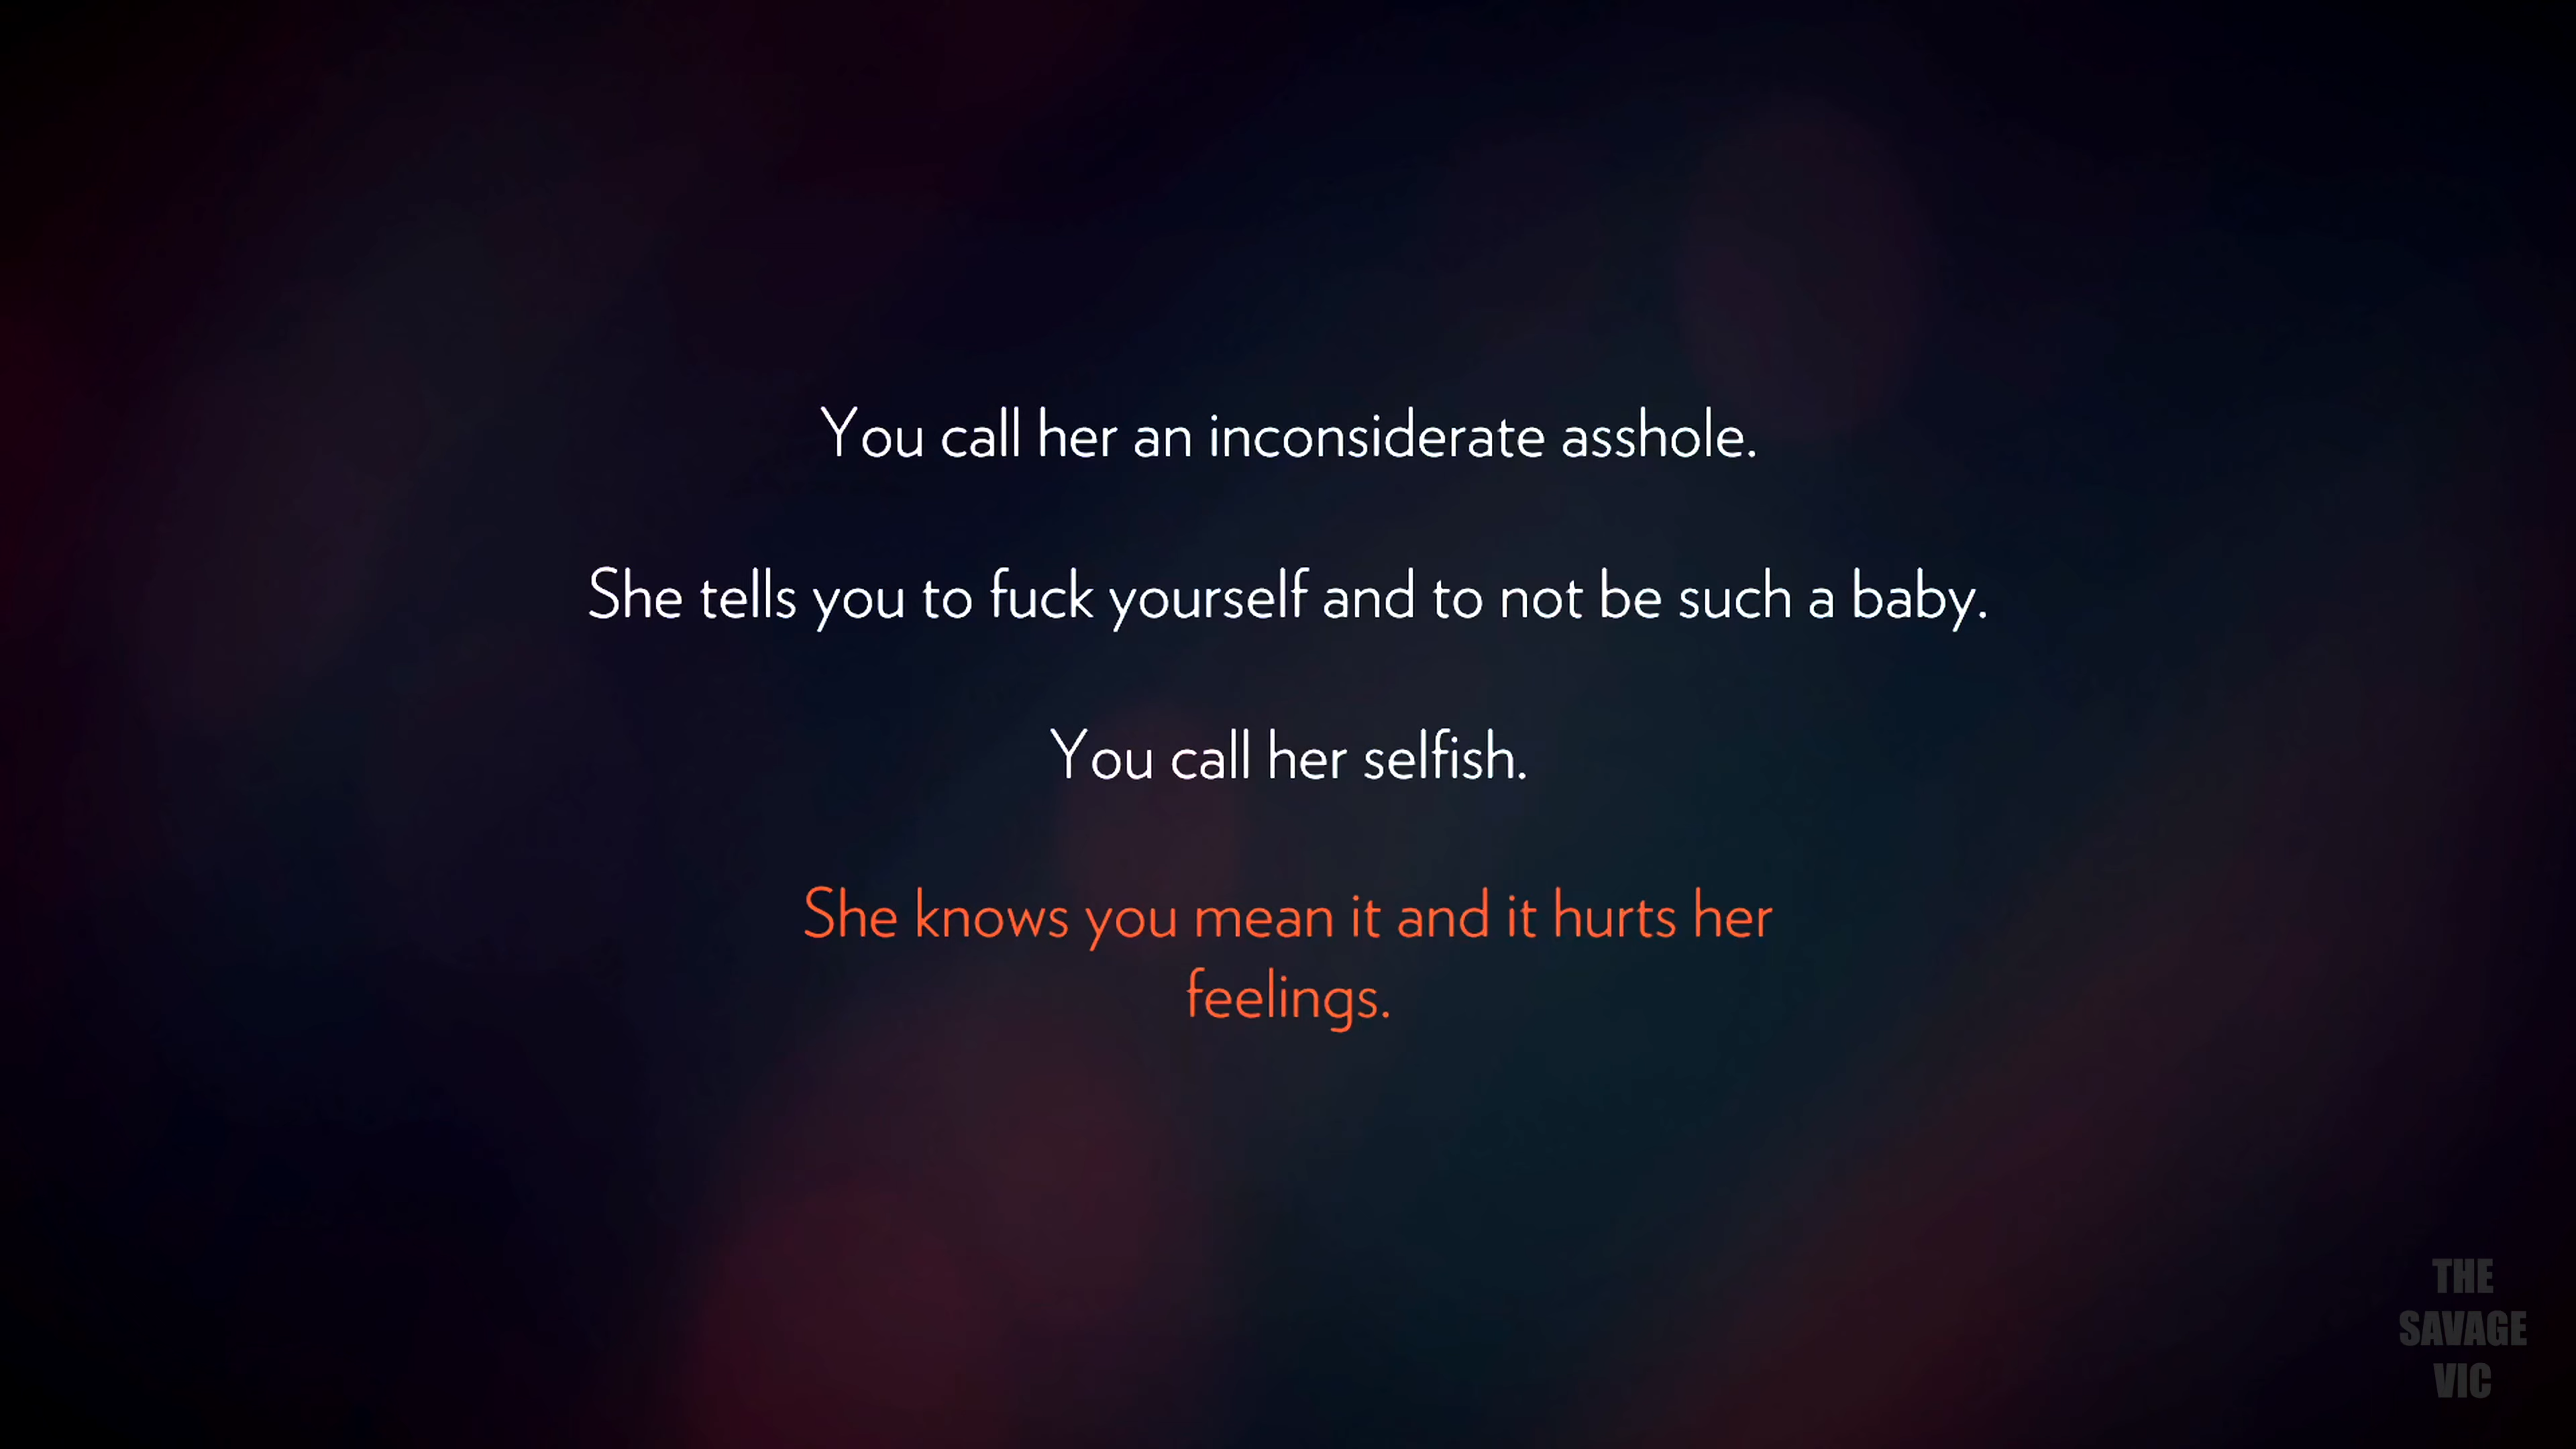 You call her an inconsiderate asshole.
She tells you to fuck yourself and to not be such a baby.
You call her selfish.
She knows you mean it and it hurts her
feelings.
THE
SAVAGE
VIC